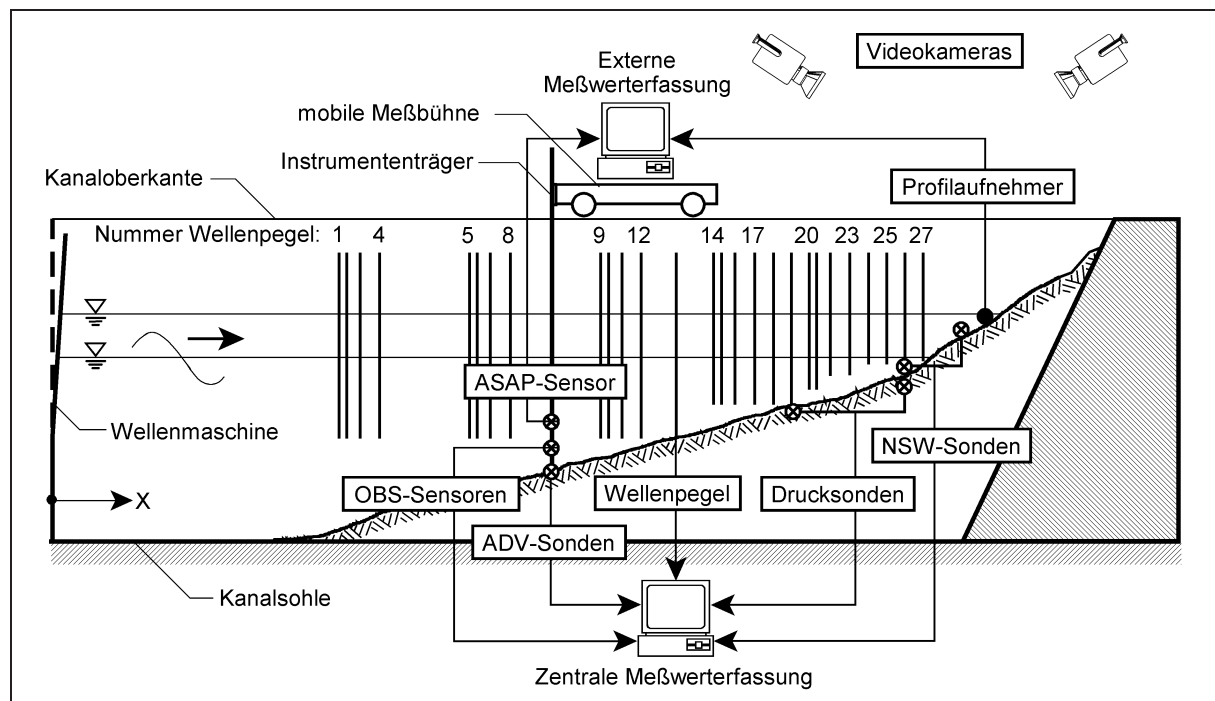 Externe
Meßwerterfassung
Videokameras
mobile Meßbühne
Instrumententräger
Kanaloberkante
Profilaufnehmer
Nummer Wellenpegel: 1 4 5 8 9 12 14 17 20 23 25 27
ASAP-Sensor
Wellenmaschine
NSW-Sonden
X
OBS-Sensoren
Wellenpegel
Drucksonden
ADV-Sonden
Kanalsohle
Zentrale Meßwerterfassung